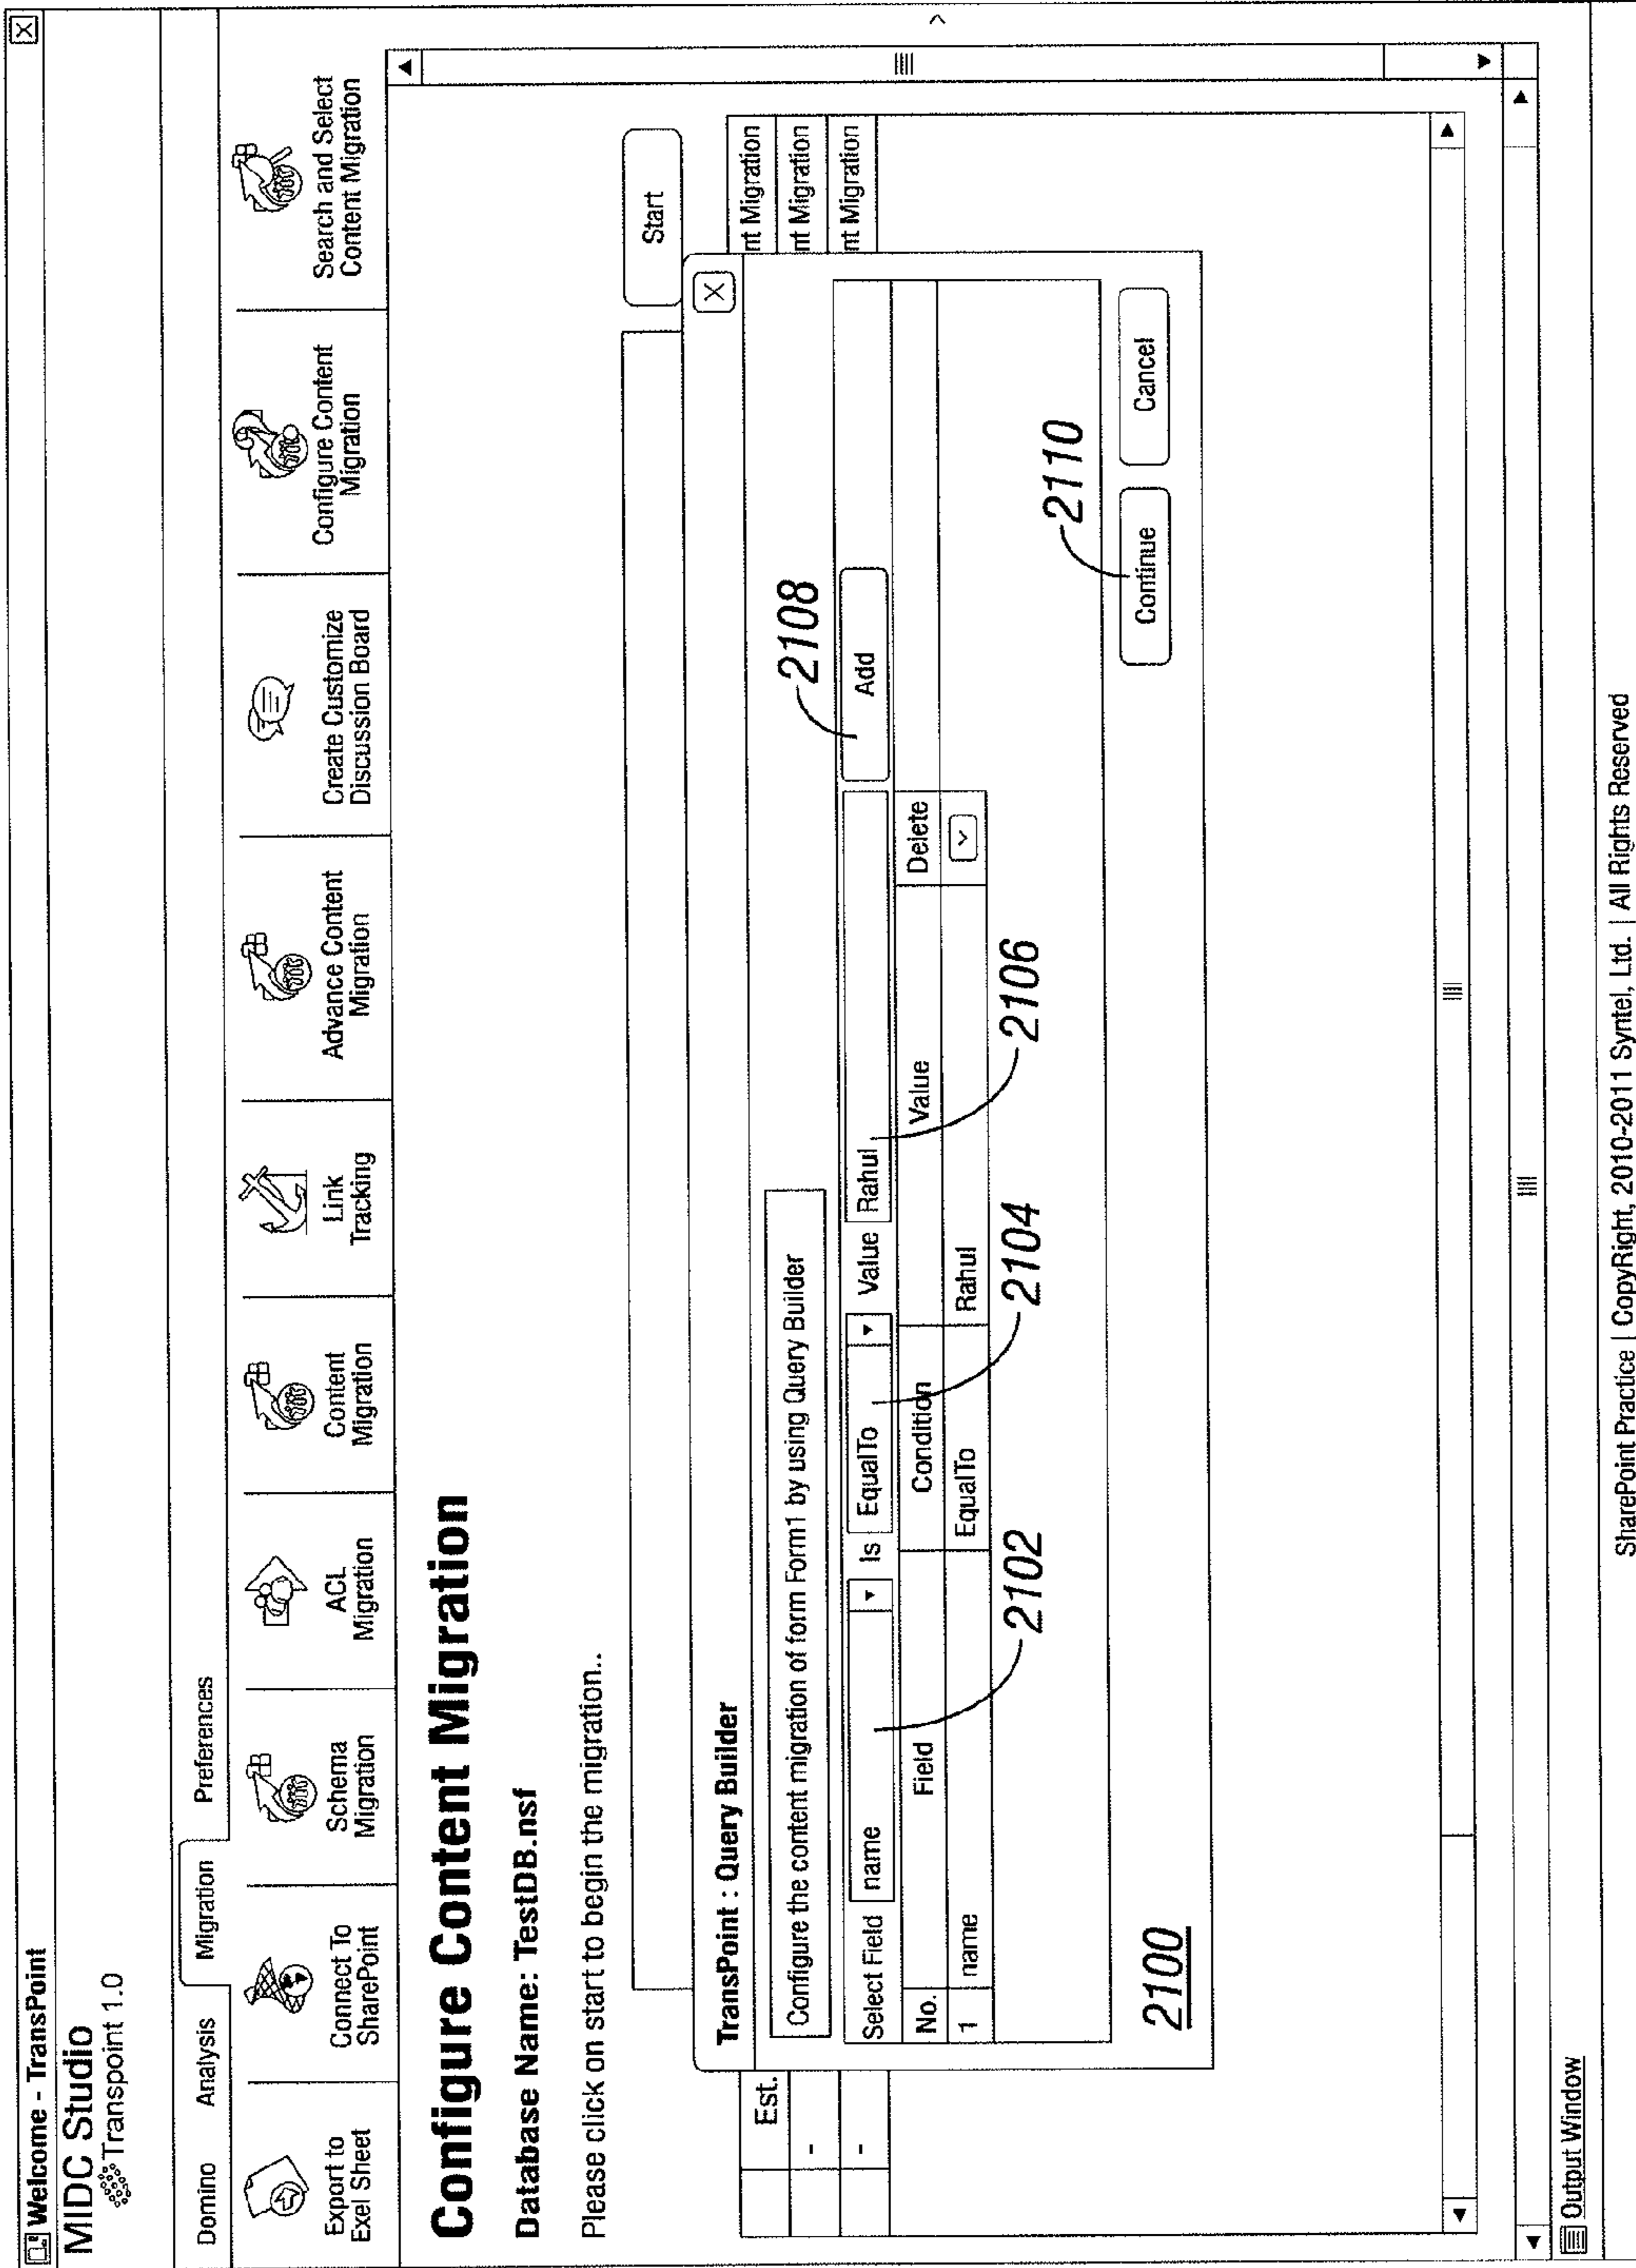 Welcome - TransPoint
MIDC Studio
Transpoint 1.0
Domino Analysis Migration Preferences
Export to
Exel Sheet
Connect To
SharePoint
Schema
Migration
ACL
Migration
Content
Migration
Link
Tracking
Advance Content
Migration
Create Customize
Discussion Board
Configure Content
Migration
Search and Select
Content Migration
Configure Content Migration
Database Name: TestDB.nsf
Please click on start to begin the migration..
Start
Est.
-
-
nt Migration
nt Migration
nt Migration
TransPoint : Query Builder
X
Configure the content migration of form Form1 by using Query Builder
2108
Select Field name Is EqualTo Value Rahul Add
No. Field Condition Value Delete
1 name EqualTo Rahul
2102
2104
2106
2110
2100
Continue Cancel
Output Window
SharePoint Practice | CopyRight, 2010-2011 Syntel, Ltd. | All Rights Reserved